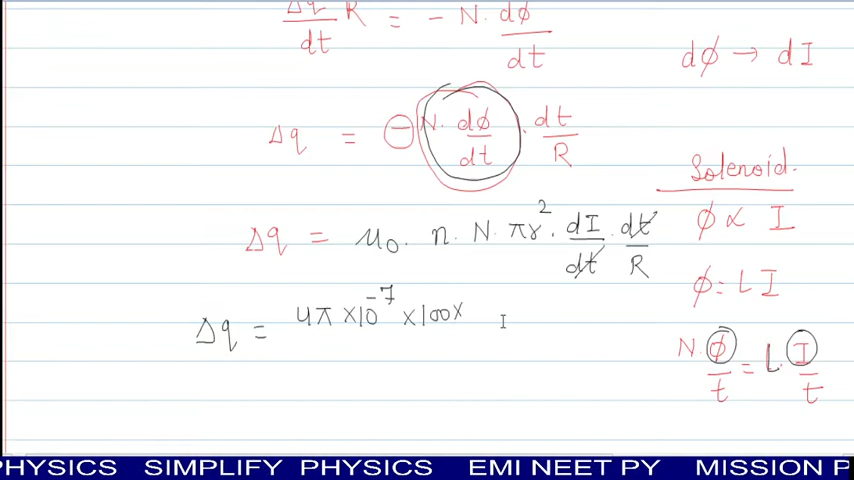 Δq/dt R = - N. dϕ/dt
dϕ → dI
Δq = - N. dϕ/dt . dt/R
Solenoid.
Δq = μ0. n. N. πr². dI/dt . dt/R
ϕ ∝ I
ϕ = L I
Δq = 4π × 10⁻⁷ × 100 ×
N. ϕ/t = L. I/t
PHYSICS SIMPLIFY PHYSICS EMI NEET PY MISSION P